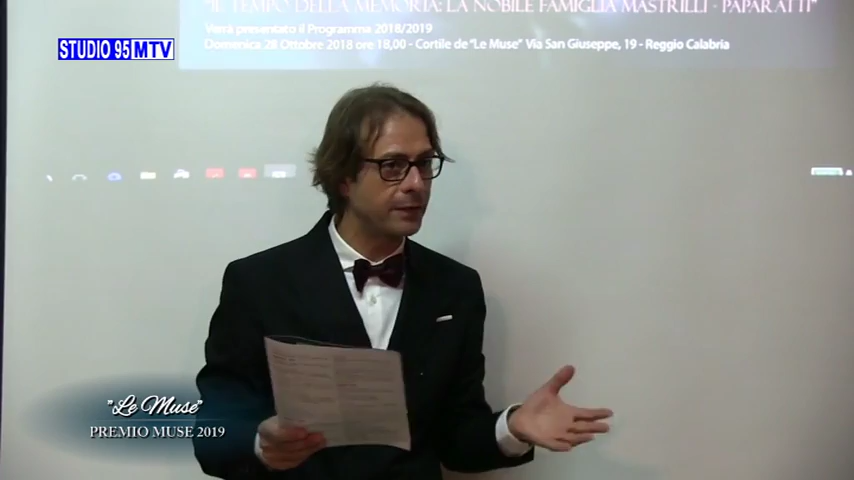 "IL TEMPO DELLA MEMORIA: LA NOBILE FAMIGLIA MASTRILLI - PAPARATTI"
Verrà presentato il Programma 2018/2019
Domenica 28 Ottobre 2018 ore 18,00 - Cortile de "Le Muse" Via San Giuseppe, 19 - Reggio Calabria
STUDIO 95 MTV
"Le Muse"
PREMIO MUSE 2019